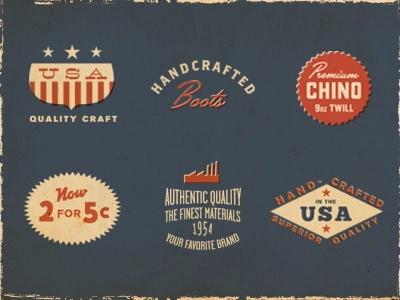 USA
QUALITY CRAFT
HANDCRAFTED
Boots
Premium
CHINO
9oz TWILL
Now
2 FOR 5¢
AUTHENTIC QUALITY
THE FINEST MATERIALS
1954
YOUR FAVORITE BRAND
HAND-CRAFTED
IN THE
USA
SUPERIOR QUALITY